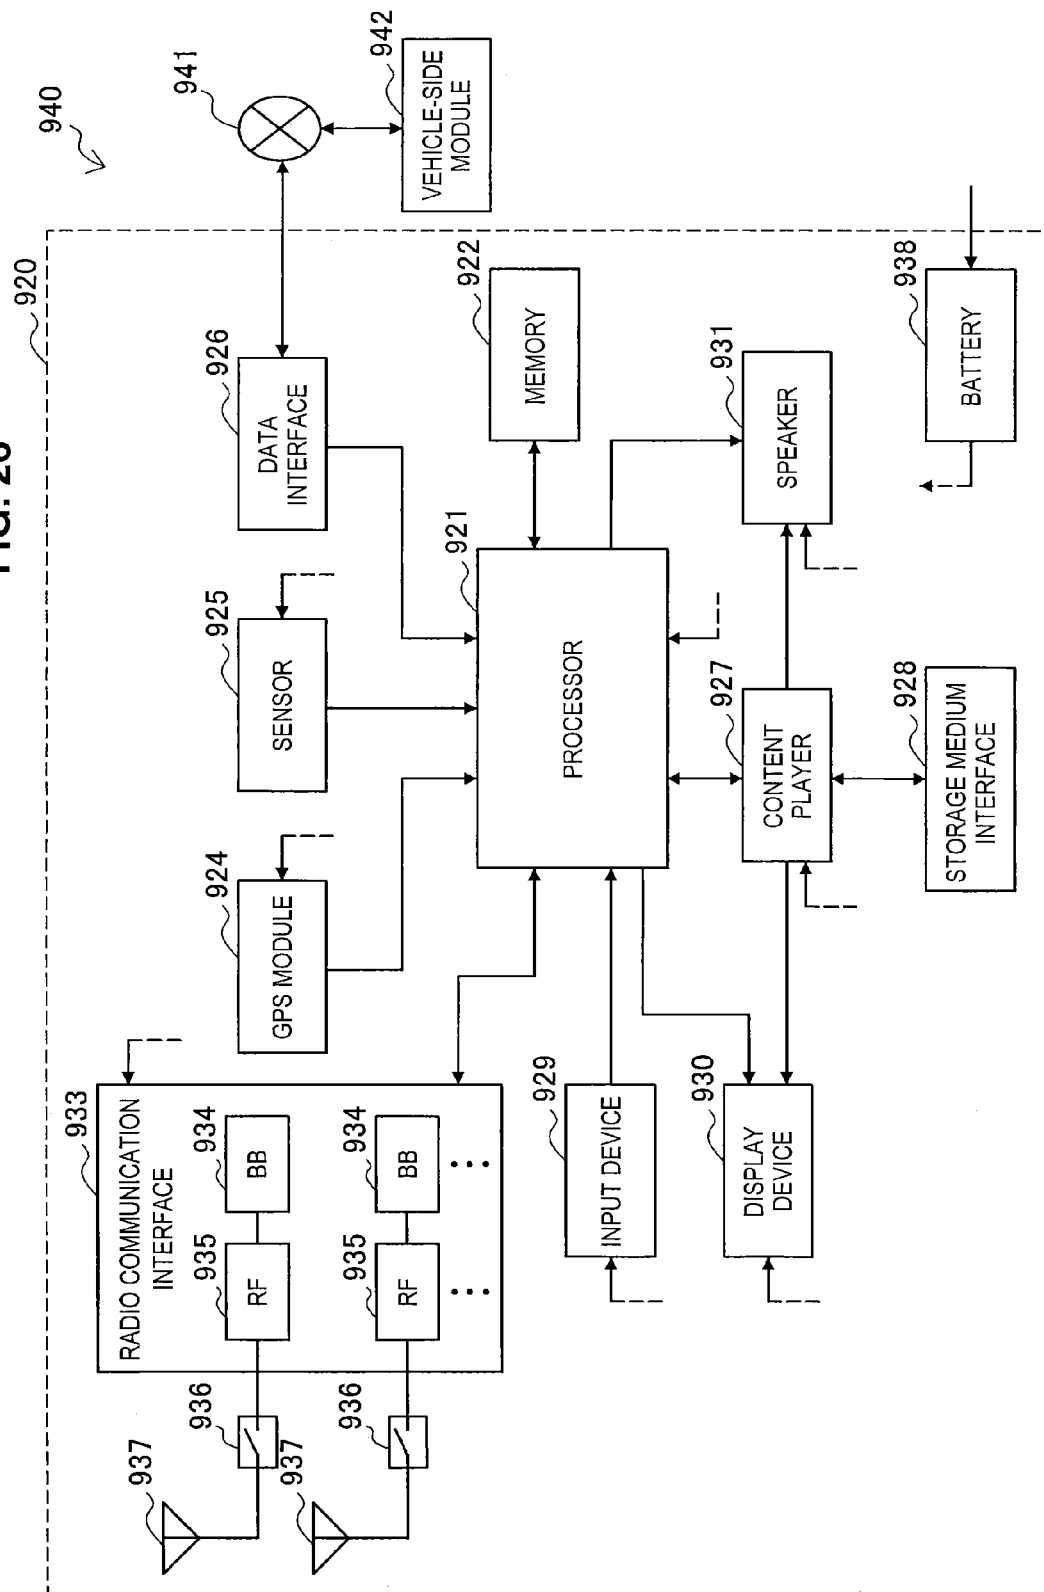 FIG.
920
940
933
RADIO COMMUNICATION
INTERFACE
937
936
935
RF
934
BB
937
936
935
RF
934
BB
924
GPS MODULE
925
SENSOR
926
DATA
INTERFACE
941
942
VEHICLE-SIDE
MODULE
921
PROCESSOR
922
MEMORY
929
INPUT DEVICE
930
DISPLAY
DEVICE
927
CONTENT
PLAYER
931
SPEAKER
928
STORAGE MEDIUM
INTERFACE
938
BATTERY